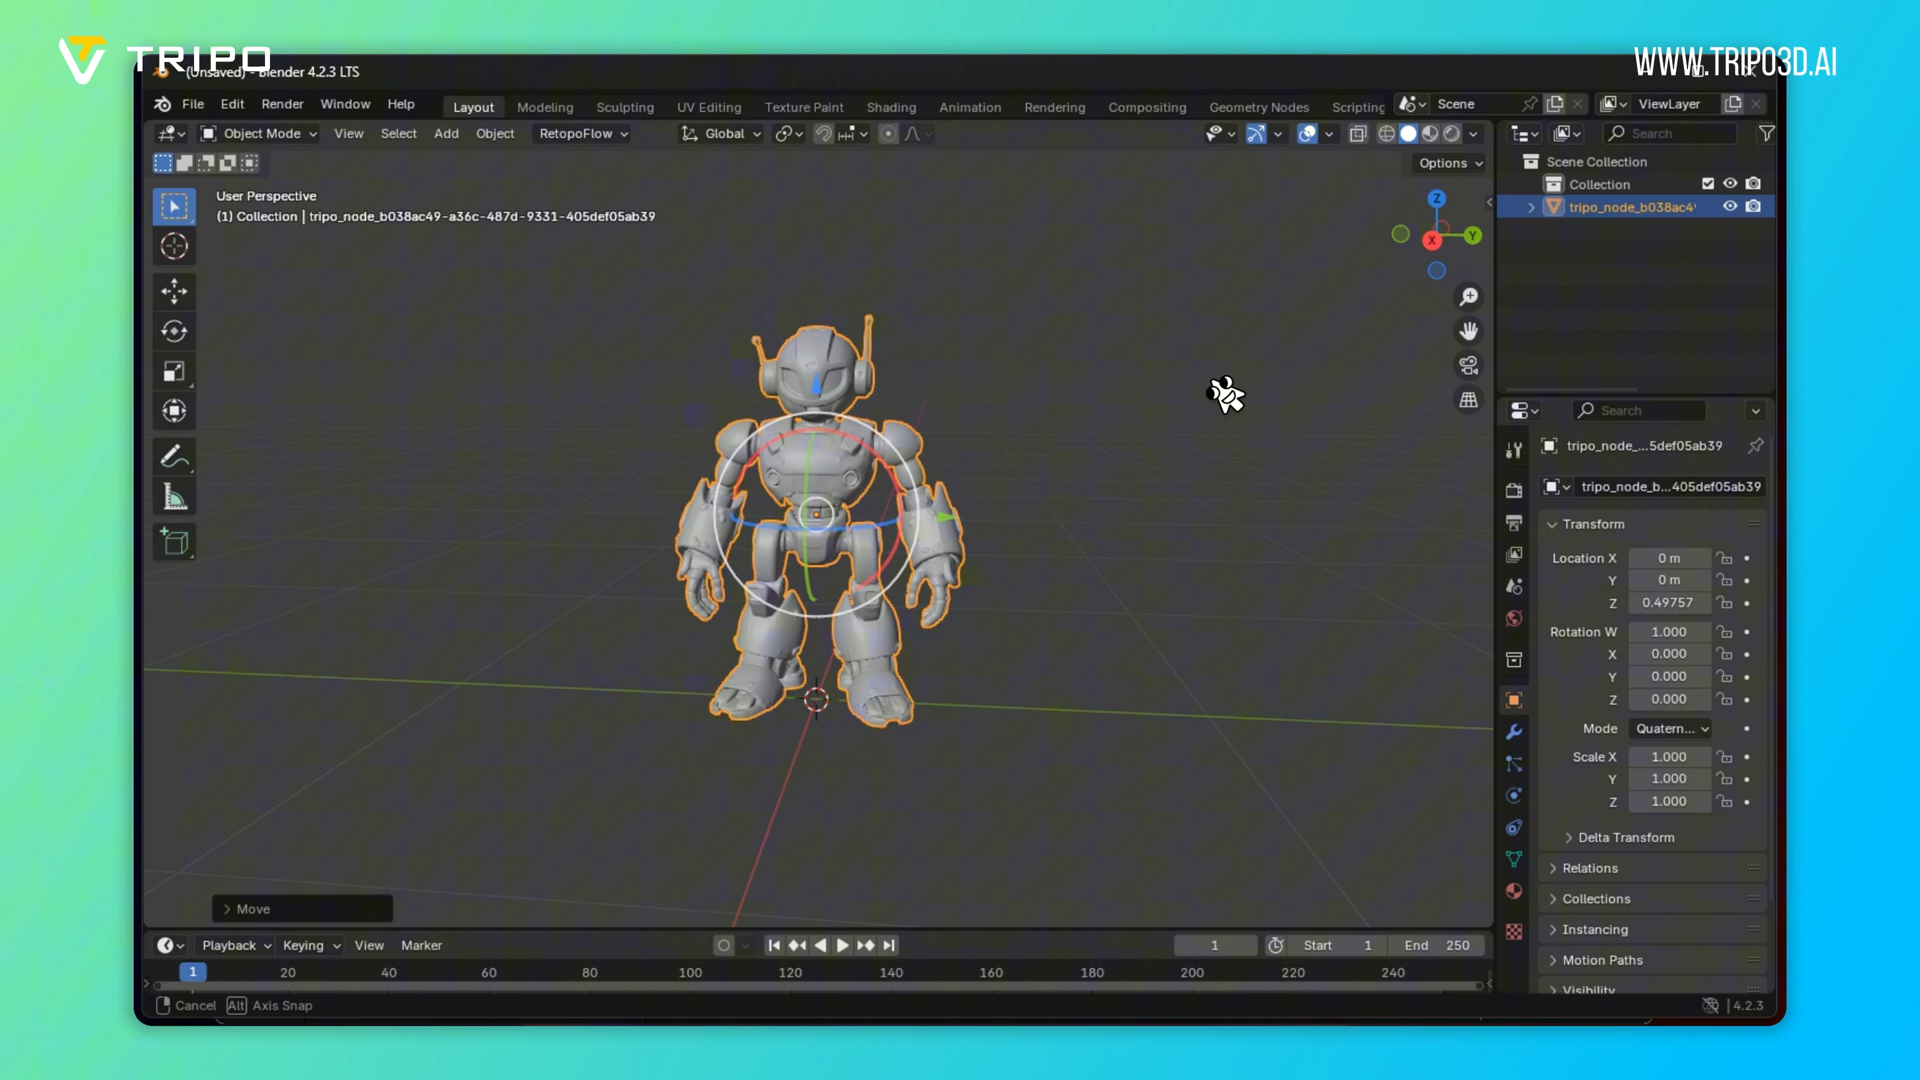 TRIPO
WWW.TRIPO3D.AI
(Unsaved) - Blender 4.2.3 LTS
File Edit Render Window Help
Layout Modeling Sculpting UV Editing Texture Paint Shading Animation Rendering Compositing Geometry Nodes Scripting
Scene
ViewLayer
Object Mode View Select Add Object RetopoFlow
Global
Search
Options
User Perspective
(1) Collection | tripo_node_b038ac49-a36c-487d-9331-405def05ab39
Z
Y
X
Scene Collection
Collection
tripo_node_b038ac4
Search
tripo_node_...5def05ab39
tripo_node_b...405def05ab39
Transform
Location X 0 m
Y 0 m
Z 0.49757
Rotation W 1.000
X 0.000
Y 0.000
Z 0.000
Mode Quatern...
Scale X 1.000
Y 1.000
Z 1.000
Delta Transform
Relations
Collections
Instancing
Motion Paths
Visibility
Move
Playback Keying View Marker
1
Start 1
End 250
1 20 40 60 80 100 120 140 160 180 200 220 240
Cancel Alt Axis Snap
4.2.3